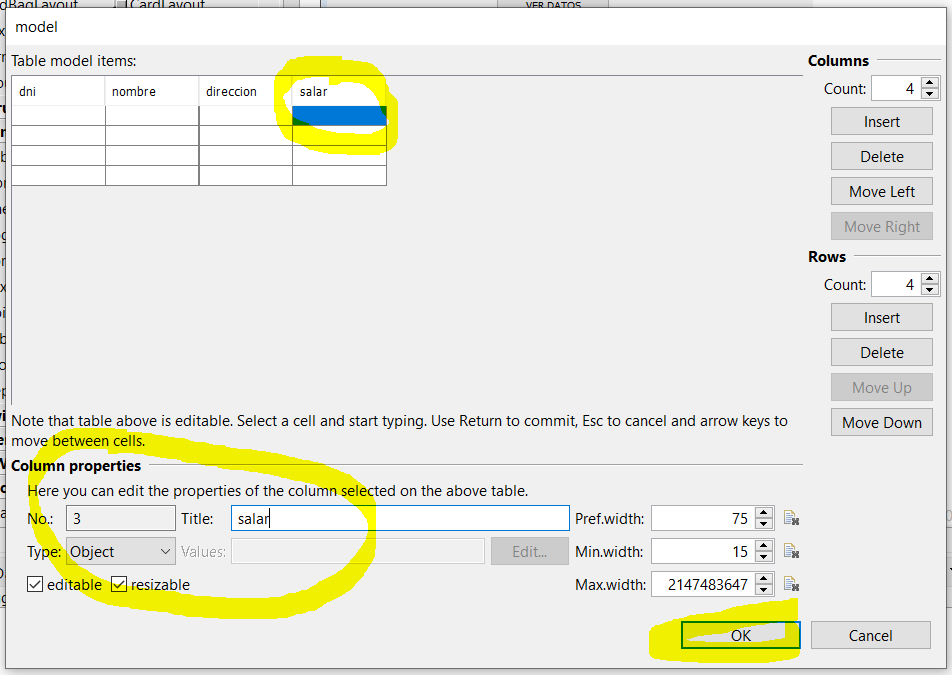 CardLayout
VER DATOS
model
Table model items:
Columns
dni nombre direccion salar
Count: 4
Insert
Delete
Move Left
Move Right
Rows
Count: 4
Insert
Delete
Move Up
Move Down
Note that table above is editable. Select a cell and start typing. Use Return to commit, Esc to cancel and arrow keys to
move between cells.
Column properties
Here you can edit the properties of the column selected on the above table.
No.: 3 Title: salar Pref.width: 75
Type: Object Values: Edit... Min.width: 15
editable resizable Max.width: 2147483647
OK Cancel